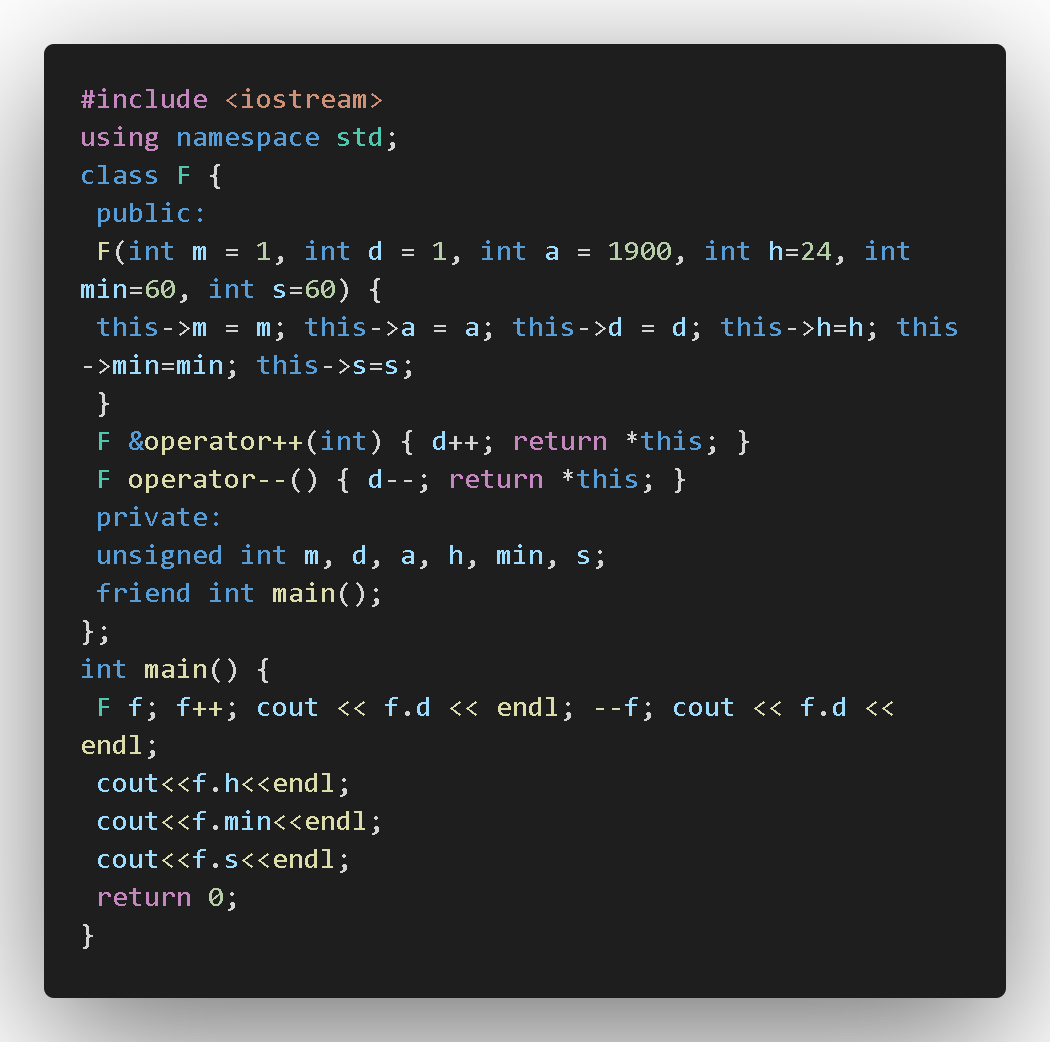 #include <iostream>
using namespace std;
class F {
 public:
 F(int m = 1, int d = 1, int a = 1900, int h=24, int
min=60, int s=60) {
 this->m = m; this->a = a; this->d = d; this->h=h; this
->min=min; this->s=s;
 }
 F &operator++(int) { d++; return *this; }
 F operator--() { d--; return *this; }
 private:
 unsigned int m, d, a, h, min, s;
 friend int main();
};
int main() {
 F f; f++; cout << f.d << endl; --f; cout << f.d <<
endl;
 cout<<f.h<<endl;
 cout<<f.min<<endl;
 cout<<f.s<<endl;
 return 0;
}